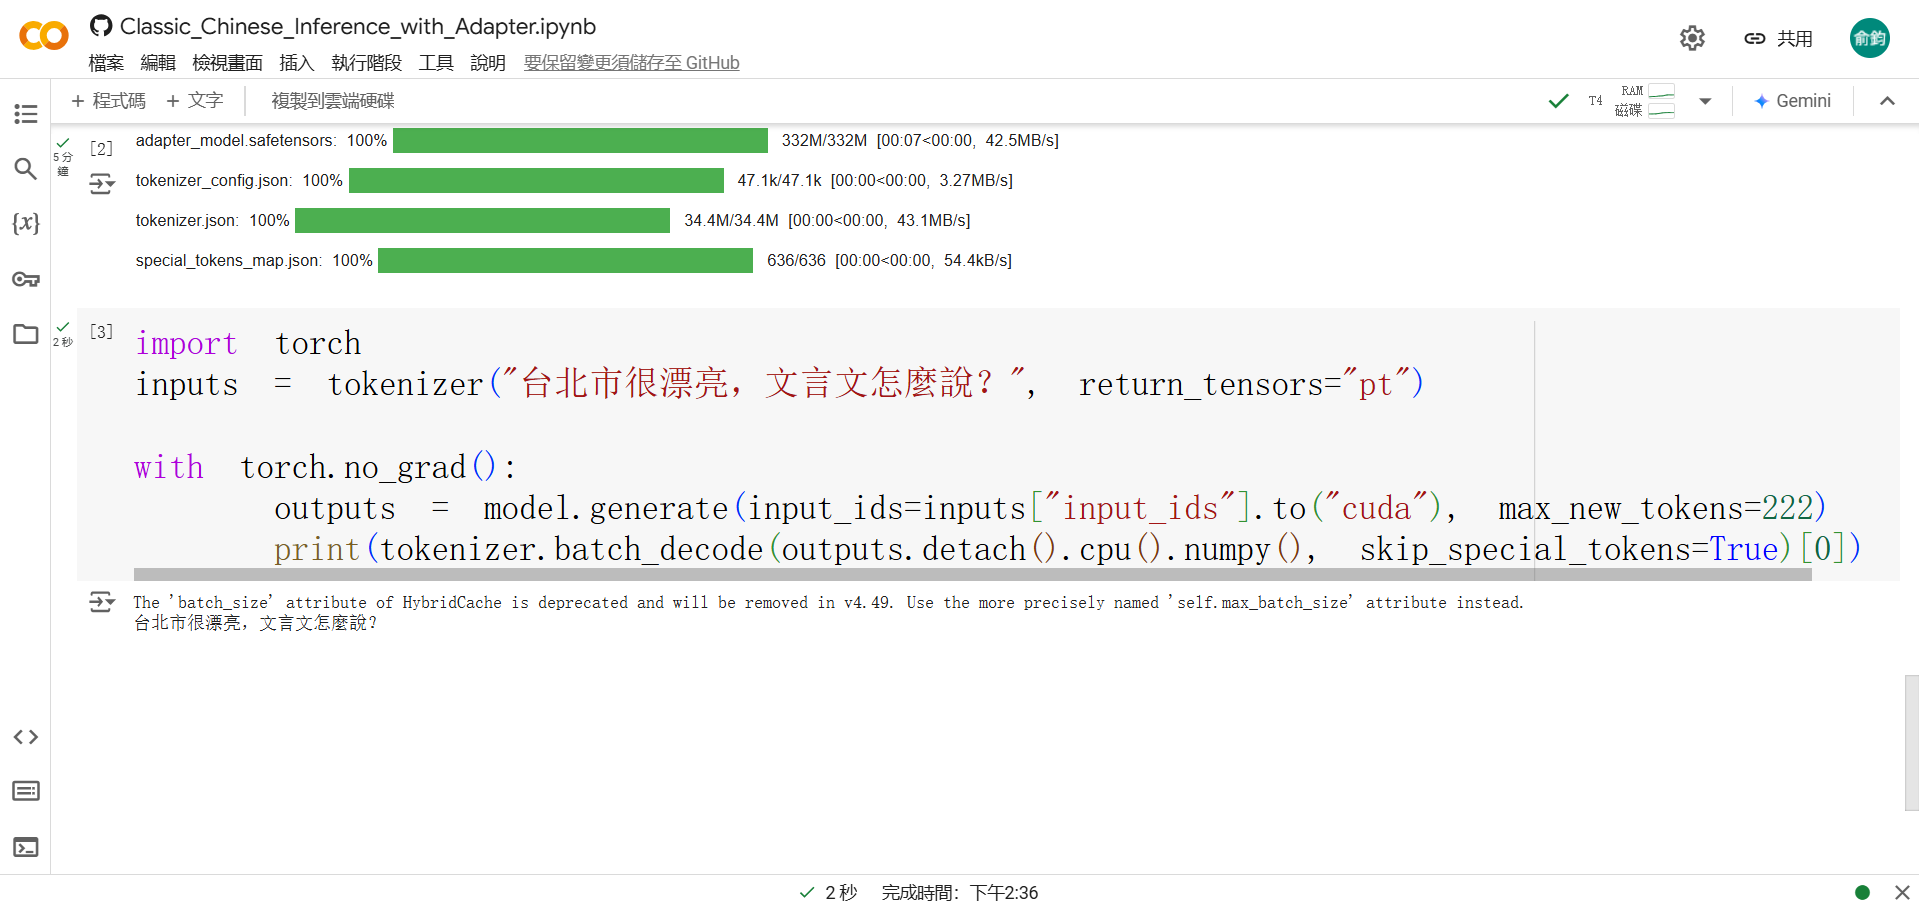 Classic_Chinese_Inference_with_Adapter.ipynb
檔案 編輯 檢視畫面 插入 執行階段 工具 說明 要保留變更須儲存至 GitHub
共用
俞鈞
+ 程式碼 + 文字 複製到雲端硬碟
T4 RAM 磁碟 Gemini
5 分鐘
[2]
adapter_model.safetensors: 100% 332M/332M [00:07<00:00, 42.5MB/s]
tokenizer_config.json: 100% 47.1k/47.1k [00:00<00:00, 3.27MB/s]
tokenizer.json: 100% 34.4M/34.4M [00:00<00:00, 43.1MB/s]
special_tokens_map.json: 100% 636/636 [00:00<00:00, 54.4kB/s]
2 秒
[3]
import torch
inputs = tokenizer("台北市很漂亮，文言文怎麼說？", return_tensors="pt")
with torch.no_grad():
outputs = model.generate(input_ids=inputs["input_ids"].to("cuda"), max_new_tokens=222)
print(tokenizer.batch_decode(outputs.detach().cpu().numpy(), skip_special_tokens=True)[0])
The 'batch_size' attribute of HybridCache is deprecated and will be removed in v4.49. Use the more precisely named 'self.max_batch_size' attribute instead.
台北市很漂亮，文言文怎麼說？
2 秒 完成時間：下午2:36